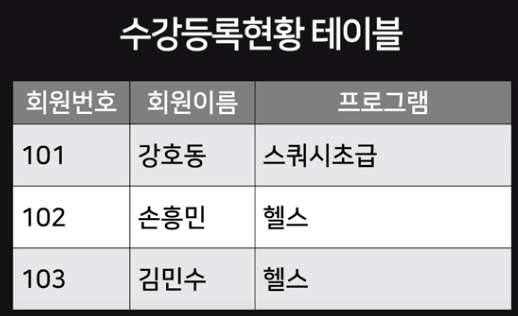 수강등록현황 테이블
회원번호 회원이름 프로그램
101 강호동 스쿼시초급
102 손흥민 헬스
103 김민수 헬스